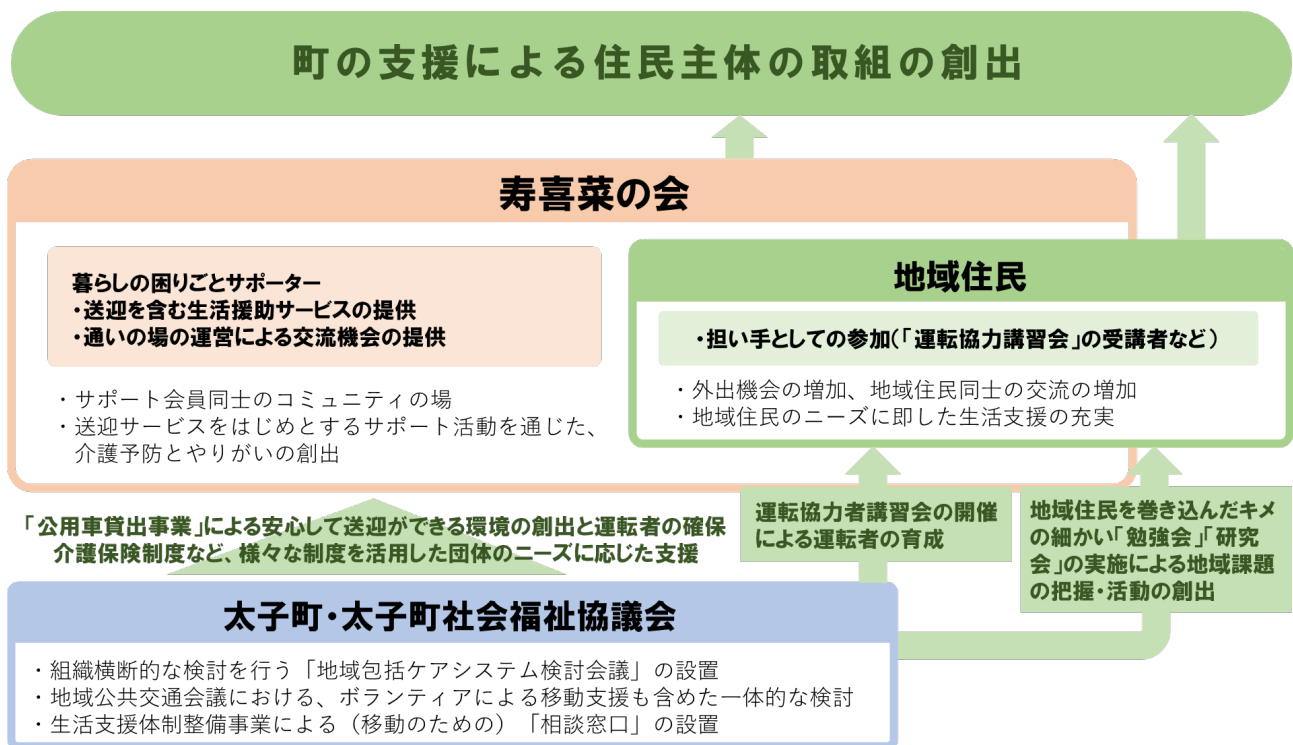 町の支援による住民主体の取組の創出
寿喜菜の会
暮らしの困りごとサポーター
・送迎を含む生活援助サービスの提供
・通いの場の運営による交流機会の提供
・サポート会員同士のコミュニティの場
・送迎サービスをはじめとするサポート活動を通じた、
介護予防とやりがいの創出
地域住民
・担い手としての参加(「運転協力講習会」の受講者など)
・外出機会の増加、地域住民同士の交流の増加
・地域住民のニーズに即した生活支援の充実
「公用車貸出事業」による安心して送迎ができる環境の創出と運転者の確保
介護保険制度など、様々な制度を活用した団体のニーズに応じた支援
運転協力者講習会の開催
による運転者の育成
地域住民を巻き込んだキメ
の細かい「勉強会」「研究
会」の実施による地域課題
の把握・活動の創出
太子町・太子町社会福祉協議会
・組織横断的な検討を行う「地域包括ケアシステム検討会議」の設置
・地域公共交通会議における、ボランティアによる移動支援も含めた一体的な検討
・生活支援体制整備事業による（移動のための）「相談窓口」の設置